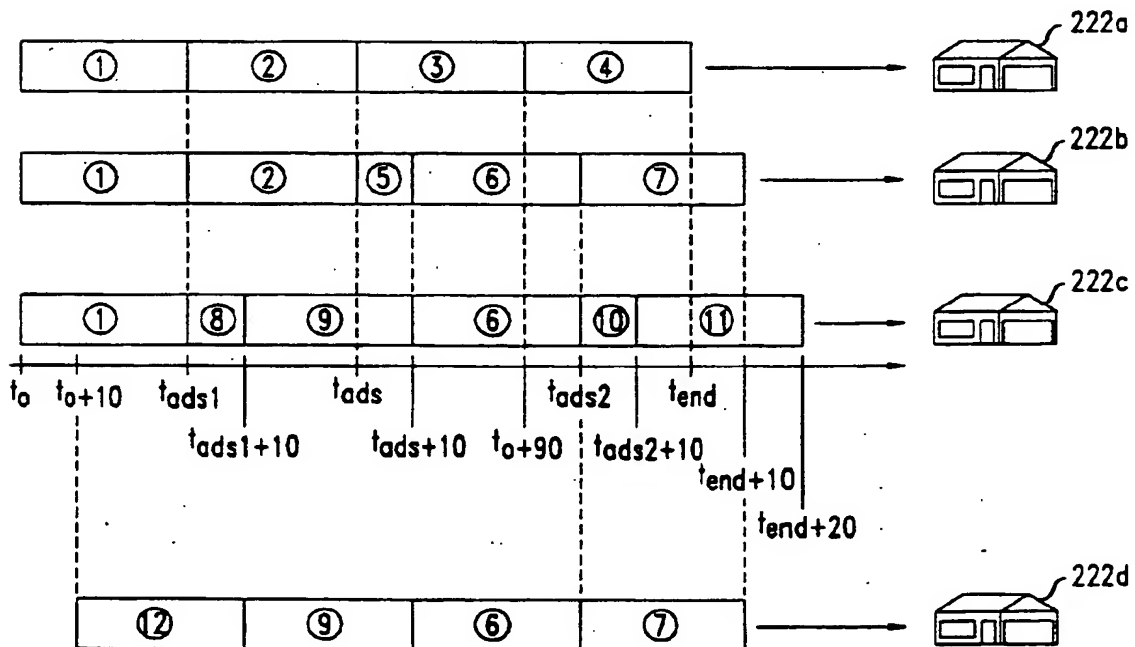 222a
① ② ③ ④
222b
① ② ⑤ ⑥ ⑦
222c
① ⑧ ⑨ ⑥ ⑩ ⑪
to to+10 tads1 tads tads2 tend
tads1+10 tads+10 to+90 tads2+10
tend+10
tend+20
222d
⑫ ⑨ ⑥ ⑦